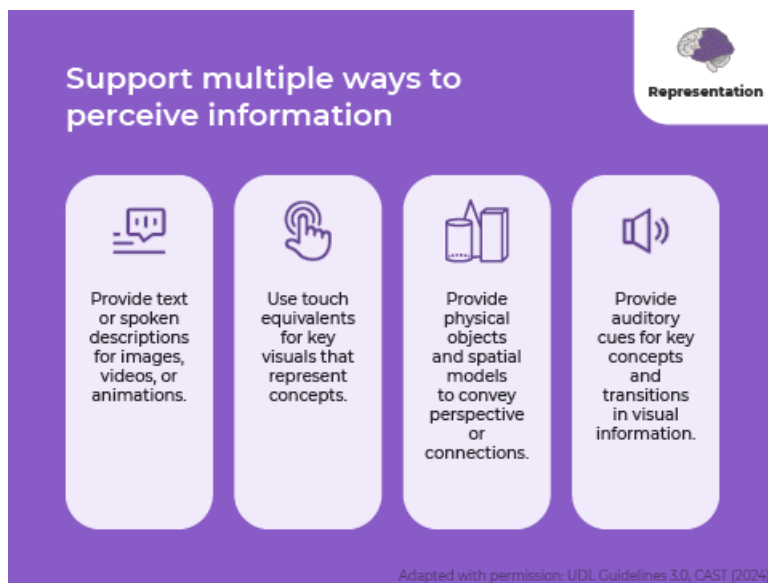 Support multiple ways to
perceive information
Representation
Provide text
or spoken
descriptions
for images,
videos, or
animations.
Use touch
equivalents
for key
visuals that
represent
concepts.
Provide
physical
objects
and spatial
models
to convey
perspective
or
connections.
Provide
auditory
cues for key
concepts
and
transitions
in visual
information.
Adapted with permission: UDL Guidelines 3.0, CAST (2024)